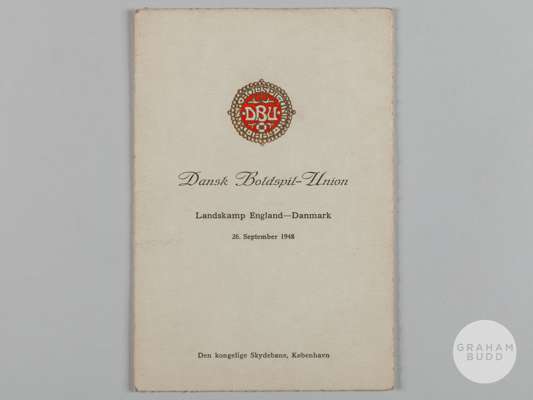 DBU
Dansk Boldspil-Union
Landskamp England—Danmark
26. September 1948
Den kongelige Skydebane, København
GRAHAM
BUDD